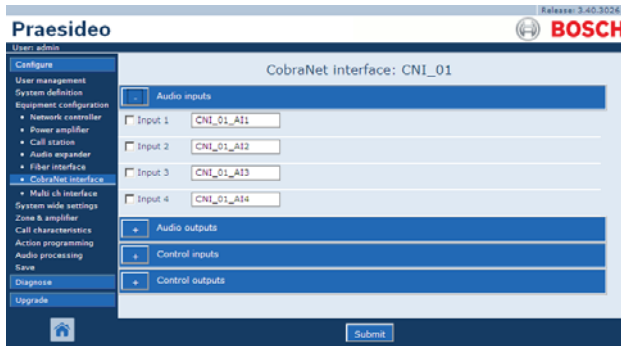 Release: 3.40.3026
Praesideo
BOSCH
User: admin
Configure
User management
System definition
Equipment configuration
• Network controller
• Power amplifier
• Call station
• Audio expander
• Fiber interface
• CobraNet interface
• Multi ch interface
System wide settings
Zone & amplifier
Call characteristics
Action programming
Audio processing
Save
Diagnose
Upgrade
CobraNet interface: CNI_01
- Audio inputs
Input 1 CNI_01_AI1
Input 2 CNI_01_AI2
Input 3 CNI_01_AI3
Input 4 CNI_01_AI4
+ Audio outputs
+ Control inputs
+ Control outputs
Submit